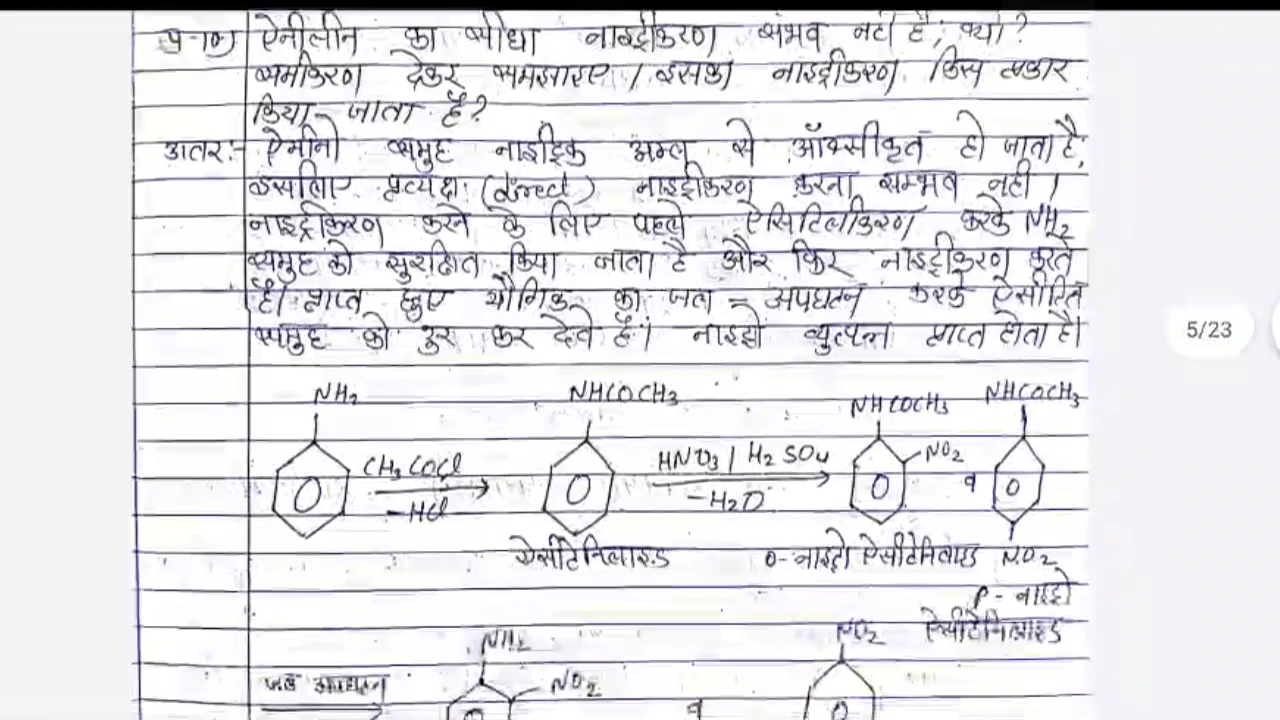 प्र-10) ऐनीलीन का सीधा नाइट्रीकरण संभव नहीं है, क्यों?
समीकरण देकर समझाइए / इसका नाइट्रीकरण किस प्रकार
किया जाता है?
उत्तर:- ऐमीनो समुह नाइट्रिक अम्ल से ऑक्सीकृत हो जाता है,
इसलिए प्रत्यक्ष (direct) नाइट्रीकरण करना सम्भव नही ।
नाइट्रीकरण करने के लिए पहले ऐसिटिलीकरण करके NH2
समुह को सुरक्षित किया जाता है और फिर नाइट्रीकरण करते
है। प्राप्त हुए यौगिक का जल - अपघटन करके ऐसीटिल
समुह को दुर कर देते है। नाइट्रो व्युत्पन्न प्राप्त होता है।
5/23
NH2 NHCOCH3 NHCOCH3 NHCOCH3
CH3COCl HNO3 / H2SO4 NO2
-HCl -H2O व
ऐसीटेनिलाइड o-नाइट्रो ऐसीटेनिलाइड NO2
P - नाइट्रो
ऐसीटेनिलाइड
NH2 NO2
जल अपघटन NO2 व